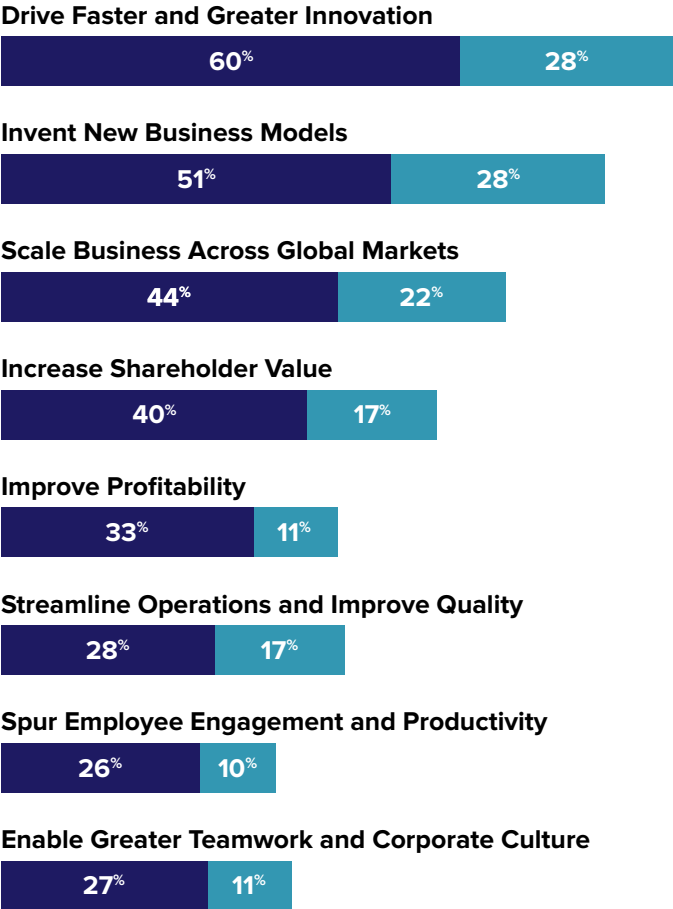 Drive Faster and Greater Innovation
60% 28%
Invent New Business Models
51% 28%
Scale Business Across Global Markets
44% 22%
Increase Shareholder Value
40% 17%
Improve Profitability
33% 11%
Streamline Operations and Improve Quality
28% 17%
Spur Employee Engagement and Productivity
26% 10%
Enable Greater Teamwork and Corporate Culture
27% 11%